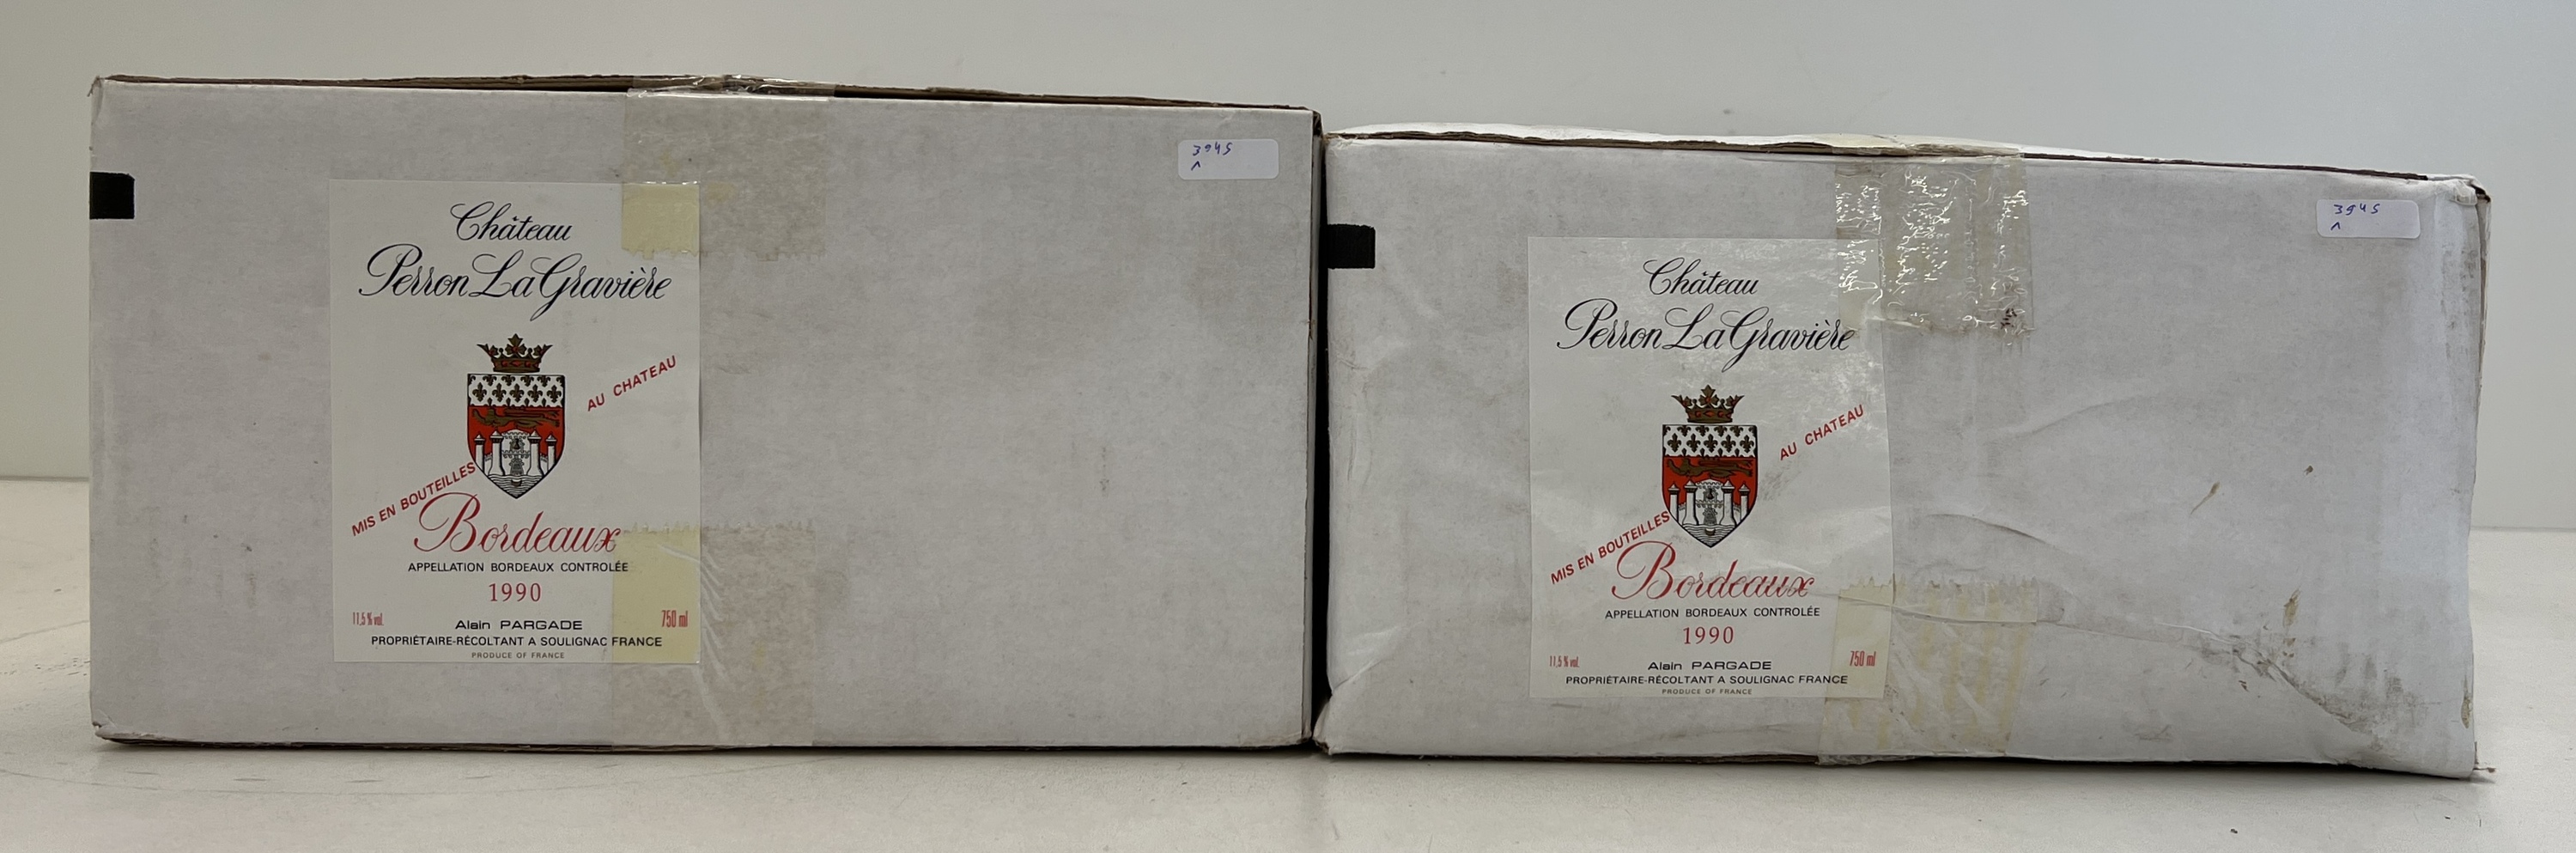 3945
1
Château
Perron La Gravière
AU CHATEAU
MIS EN BOUTEILLES
Bordeaux
APPELLATION BORDEAUX CONTROLÉE
1990
11,5 % vol.
750 ml
Alain PARGADE
PROPRIÉTAIRE-RÉCOLTANT A SOULIGNAC FRANCE
PRODUCE OF FRANCE
3945
1
Château
Perron La Gravière
AU CHATEAU
MIS EN BOUTEILLES
Bordeaux
APPELLATION BORDEAUX CONTROLÉE
1990
11,5 % vol.
750 ml
Alain PARGADE
PROPRIÉTAIRE-RÉCOLTANT A SOULIGNAC FRANCE
PRODUCE OF FRANCE